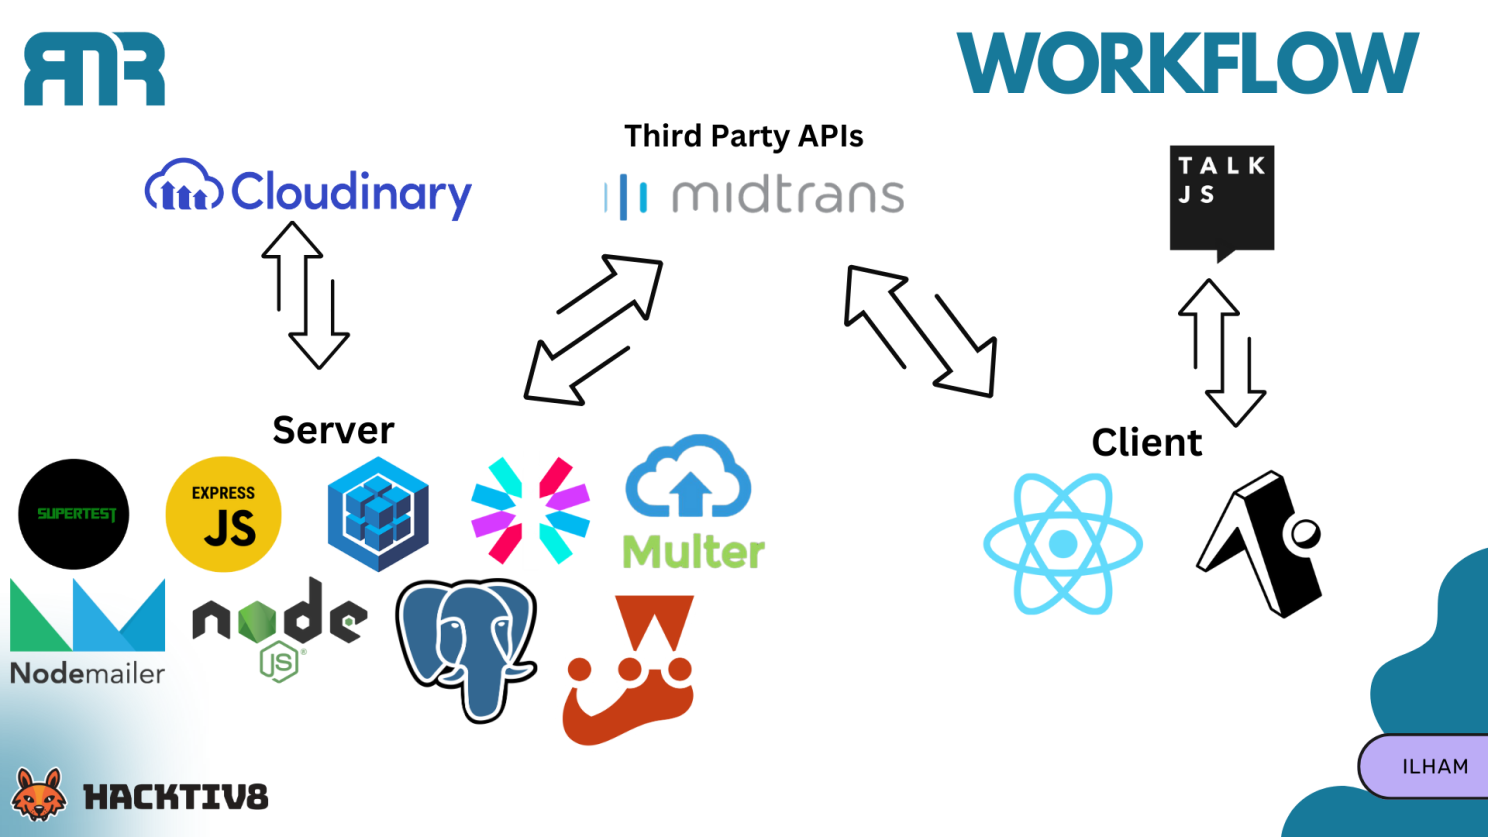 RNR
WORKFLOW
Third Party APIs
Cloudinary
midtrans
TALK
JS
Server
Client
SUPERTEST
EXPRESS
JS
Multer
Nodemailer
node
JS
®
HACKTIV8
ILHAM